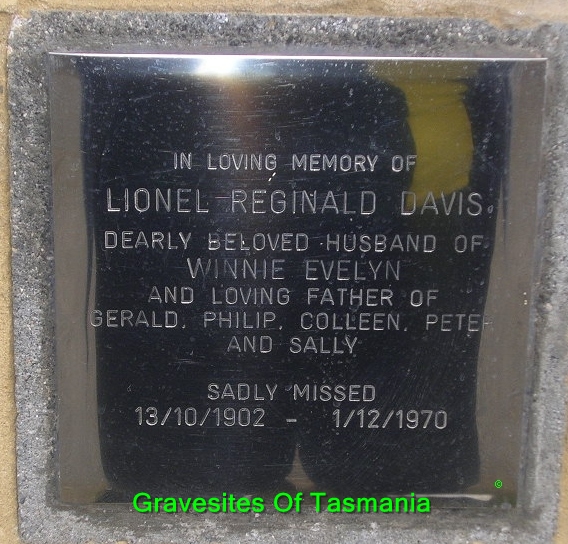 IN LOVING MEMORY OF
LIONEL REGINALD DAVIS
DEARLY BELOVED HUSBAND OF
WINNIE EVELYN
AND LOVING FATHER OF
GERALD, PHILIP, COLLEEN,
AND SALLY
SADLY MISSED
13/10/1902 - 1/12/1970
©
Gravesites Of Tasmania